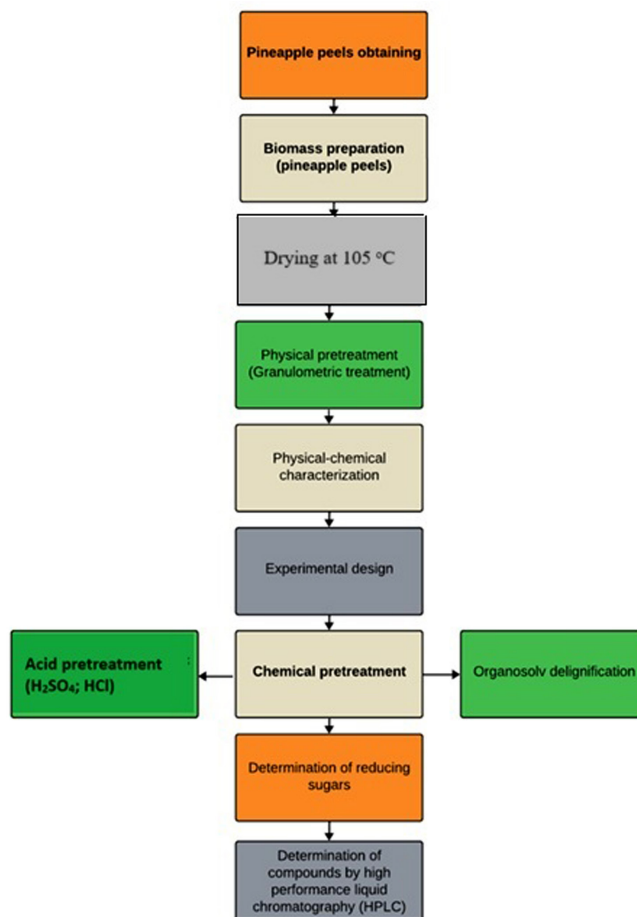 Pineapple peels obtaining
Biomass preparation
(pineapple peels)
Drying at 105 °C
Physical pretreatment
(Granulometric treatment)
Physical-chemical
characterization
Experimental design
Acid pretreatment
(H₂SO₄; HCl)
Chemical pretreatment
Organosolv delignification
Determination of reducing
sugars
Determination of
compounds by high
performance liquid
chromatography (HPLC)